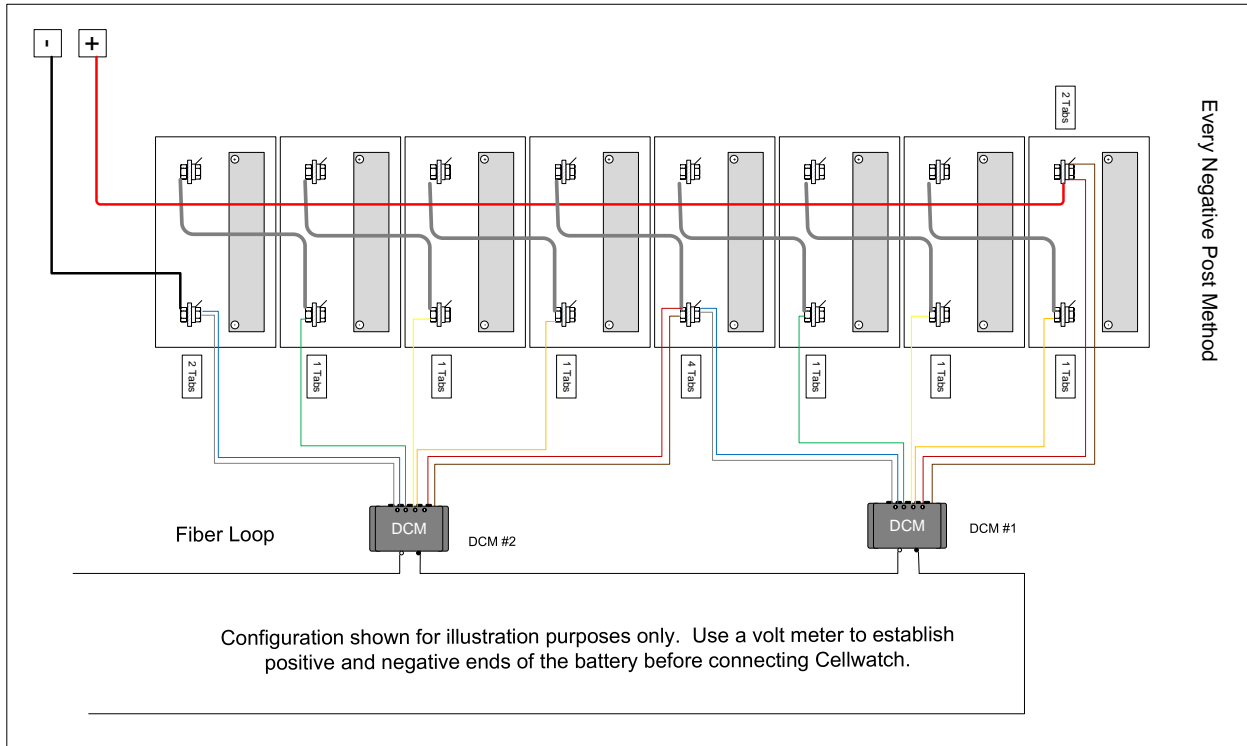 -
+
2 Tabs
Every Negative Post Method
2 Tabs
1 Tabs
1 Tabs
1 Tabs
4 Tabs
1 Tabs
1 Tabs
1 Tabs
DCM
DCM #2
DCM
DCM #1
Fiber Loop
Configuration shown for illustration purposes only.  Use a volt meter to establish
positive and negative ends of the battery before connecting Cellwatch.